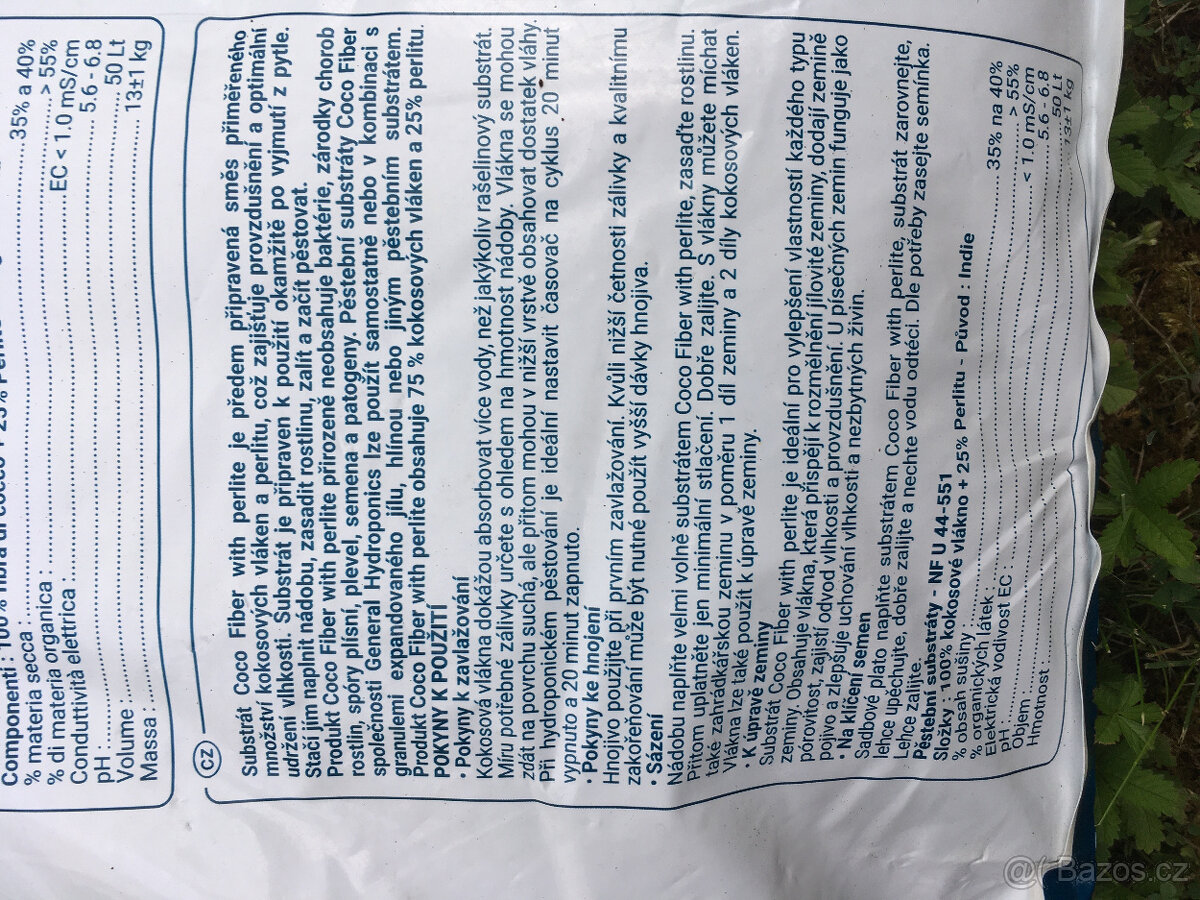 % materia secca : 35% a 40%
% di materia organica : > 55%
Conduttività elettrica : EC < 1.0 mS/cm
pH : 5.6 - 6.8
Volume : 50 Lt
Massa : 13±1 kg
CZ
Substrát Coco Fiber with perlite je předem připravená směs přiměřeného
množství kokosových vláken a perlitu, což zajišťuje provzdušnění a optimální
udržení vlhkosti. Substrát je připraven k použití okamžitě po vyjmutí z pytle.
Stačí jím naplnit nádobu, zasadit rostlinu, zalít a začít pěstovat.
Produkt Coco Fiber with perlite přirozeně neobsahuje baktérie, zárodky chorob
rostlin, spóry plísní, plevel, semena a patogeny. Pěstební substráty Coco Fiber
společnosti General Hydroponics lze použít samostatně nebo v kombinaci s
granulemi expandovaného jílu, hlínou nebo jiným pěstebním substrátem.
Produkt Coco Fiber with perlite obsahuje 75 % kokosových vláken a 25% perlitu.
POKYNY K POUŽITÍ
• Pokyny k zavlažování
Kokosová vlákna dokážou absorbovat více vody než jakýkoliv rašelinový substrát.
Míru potřebné zálivky určete s ohledem na hmotnost nádoby. Vlákna se mohou
zdát na povrchu suchá, ale přitom mohou v nižší vrstvě obsahovat dostatek vláhy.
Při hydroponickém pěstování je ideální nastavit časovač na cyklus 20 minut
vypnuto a 20 minut zapnuto.
• Pokyny ke hnojení
Hnojivo použijte při prvním zavlažování. Kvůli nižší četnosti zálivky a kvalitnímu
zakořeňování může být nutné použít vyšší dávky hnojiva.
• Sázení
Nádobu naplňte velmi volně substrátem Coco Fiber with perlite, zasaďte rostlinu.
Přitom uplatněte jen minimální stlačení. Dobře zalijte. S vlákny můžete míchat
také zahrádkářskou zeminu v poměru 1 díl zeminy a 2 díly kokosových vláken.
Vlákna lze také použít k úpravě zeminy.
• K úpravě zeminy
Substrát Coco Fiber with perlite je ideální pro vylepšení vlastností každého typu
zeminy. Obsahuje vlákna, která přispějí k rozmělnění jílovité zeminy, dodají zemině
pórovitost, zajistí odvod vlhkosti a provzdušnění. U písečných zemin funguje jako
pojivo a zlepšuje uchování vlhkosti a nezbytných živin.
• Na klíčení semen
Sadbové plato naplňte substrátem Coco Fiber with perlite, substrát zarovnejte,
lehce upěchujte, dobře zalijte a nechte vodu odtéci. Dle potřeby zasejte semínka.
Lehce zalijte.
Pěstební substráty - NF U 44-551
Složky : 100% kokosové vlákno + 25% Perlitu - Původ : Indie
% obsah sušiny 35% na 40%
% organických látek > 55%
Elektrická vodlivost EC : < 1.0 mS/cm
pH : 5.6 - 6.8
Objem : 50 Lt
Hmotnost 13±1 kg
Bazos.cz